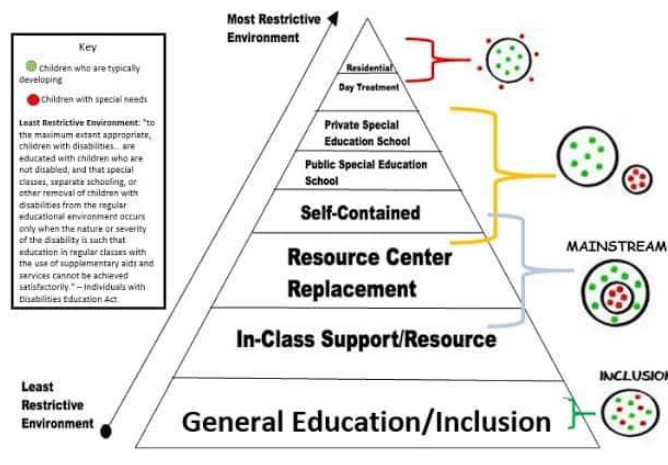 Key
Children who are typically
developing
Children with special needs
Least Restrictive Environment: "to
the maximum extent appropriate,
children with disabilities... are
educated with children who are
not disabled, and that special
classes, separate schooling, or
other removal of children with
disabilities from the regular
educational environment occurs
only when the nature or severity
of the disability is such that
education in regular classes with
the use of supplementary aids and
services cannot be achieved
satisfactorily." – Individuals with
Disabilities Education Act
Most Restrictive
Environment
Residential
Day Treatment
Private Special
Education School
Public Special Education
School
Self-Contained
Resource Center
Replacement
In-Class Support/Resource
General Education/Inclusion
Least
Restrictive
Environment
MAINSTREAM
INCLUSION